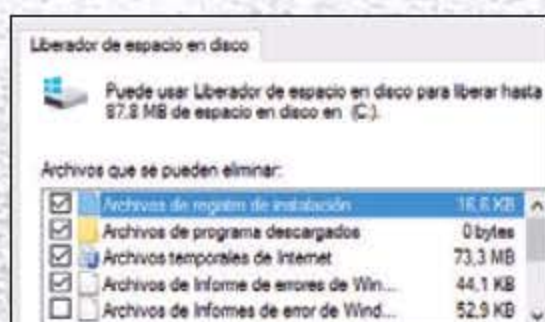 Liberador de espacio en disco
Puede usar Liberador de espacio en disco para liberar hasta
87,8 MB de espacio en disco en (C:).
Archivos que se pueden eliminar:
Archivos de registro de instalación 16,6 KB
Archivos de programa descargados 0 bytes
Archivos temporales de Internet 73,3 MB
Archivos de Informe de errores de Win... 44,1 KB
Archivos de Informes de error de Wind... 52,9 KB